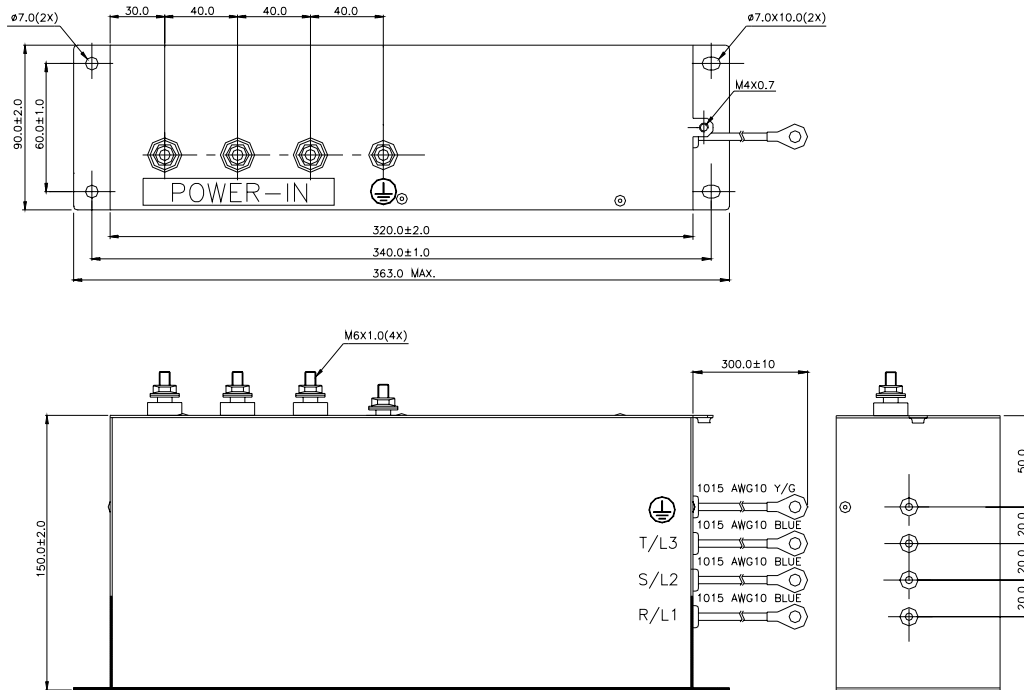 30.0 40.0 40.0 40.0
ø7.0(2X)
ø7.0X10.0(2X)
M4X0.7
90.0±2.0
60.0±1.0
POWER-IN
320.0±2.0
340.0±1.0
363.0 MAX.
M6X1.0(4X)
300.0±10
150.0±2.0
1015 AWG10 Y/G
1015 AWG10 BLUE
T/L3
1015 AWG10 BLUE
S/L2
1015 AWG10 BLUE
R/L1
50.0
20.0
20.0
20.0